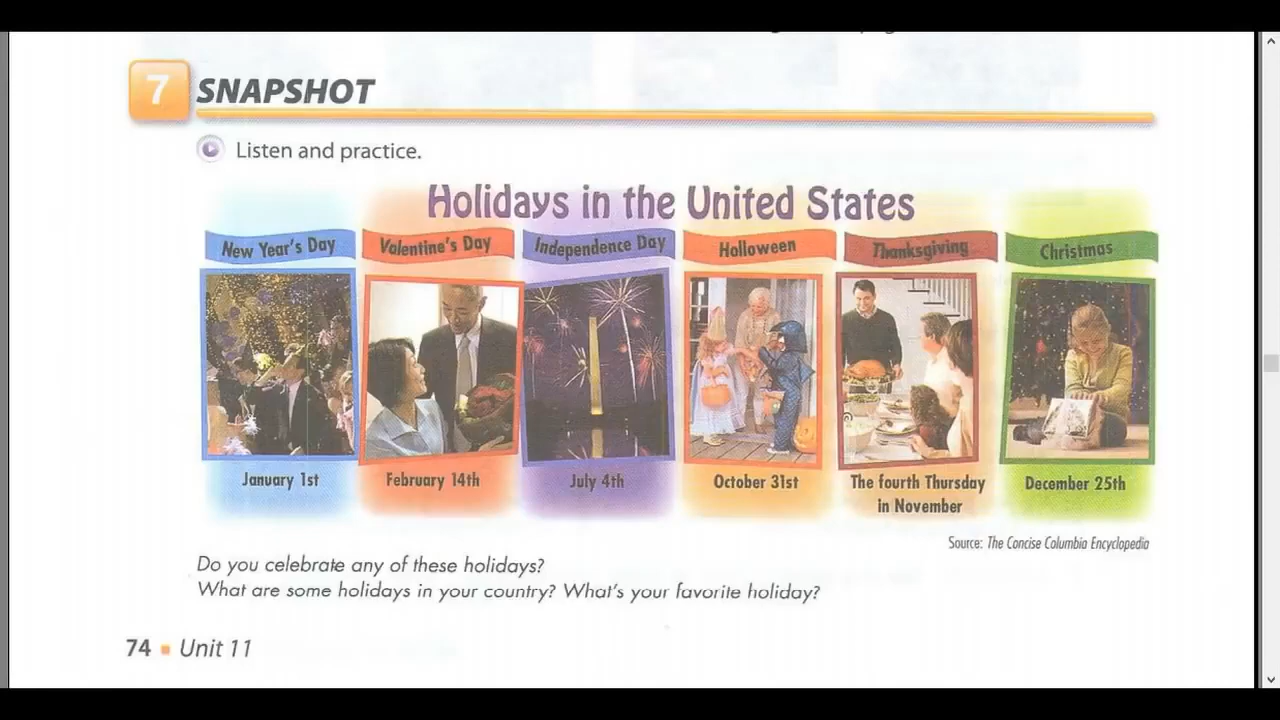 7 SNAPSHOT
Listen and practice.
Holidays in the United States
New Year's Day
Valentine's Day
Independence Day
Holloween
Thanksgiving
Christmas
January 1st
February 14th
July 4th
October 31st
The fourth Thursday
in November
December 25th
Source: The Concise Columbia Encyclopedia
Do you celebrate any of these holidays?
What are some holidays in your country? What's your favorite holiday?
74 ▪ Unit 11